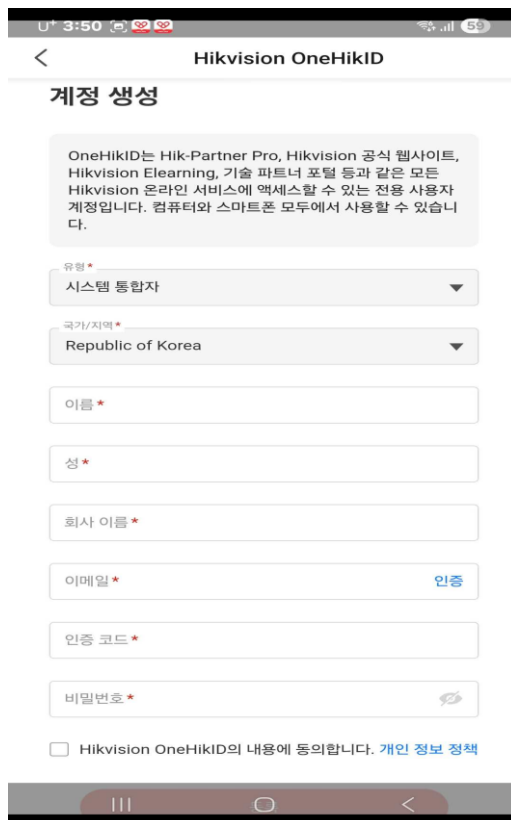 U+ 3:50
59
Hikvision OneHikID
계정 생성
OneHikID는 Hik-Partner Pro, Hikvision 공식 웹사이트,
Hikvision Elearning, 기술 파트너 포털 등과 같은 모든
Hikvision 온라인 서비스에 액세스할 수 있는 전용 사용자
계정입니다. 컴퓨터와 스마트폰 모두에서 사용할 수 있습니
다.
유형*
시스템 통합자
국가/지역*
Republic of Korea
이름*
성*
회사 이름*
이메일* 인증
인증 코드*
비밀번호*
Hikvision OneHikID의 내용에 동의합니다. 개인 정보 정책